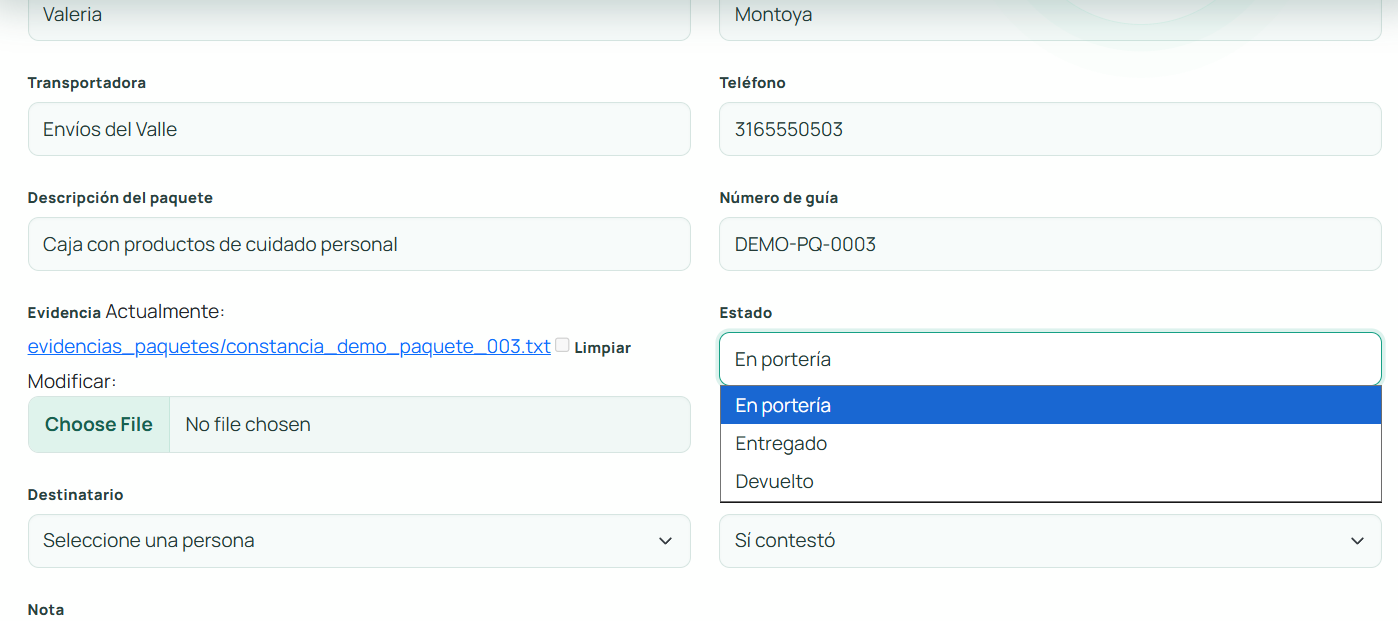 Valeria
Montoya
Transportadora
Teléfono
Envíos del Valle
3165550503
Descripción del paquete
Número de guía
Caja con productos de cuidado personal
DEMO-PQ-0003
Evidencia Actualmente:
Estado
evidencias_paquetes/constancia_demo_paquete_003.txt Limpiar
En portería
Modificar:
En portería
Choose File No file chosen
Entregado
Devuelto
Destinatario
Seleccione una persona
Sí contestó
Nota